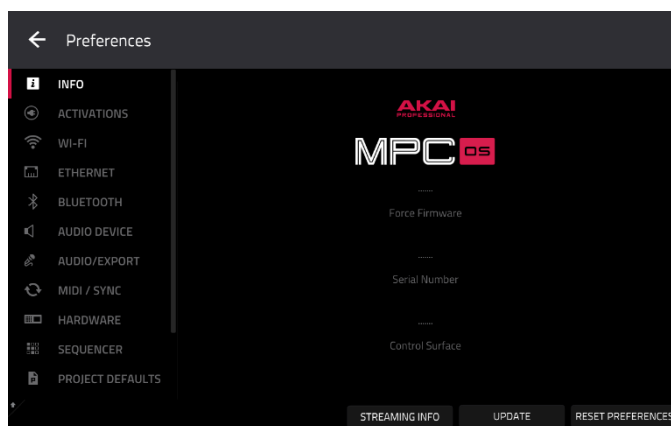 Preferences
INFO
ACTIVATIONS
WI-FI
ETHERNET
BLUETOOTH
AUDIO DEVICE
AUDIO/EXPORT
MIDI / SYNC
HARDWARE
SEQUENCER
PROJECT DEFAULTS
AKAI
PROFESSIONAL
MPC OS
.......
Force Firmware
.......
Serial Number
.......
Control Surface
STREAMING INFO
UPDATE
RESET PREFERENCES